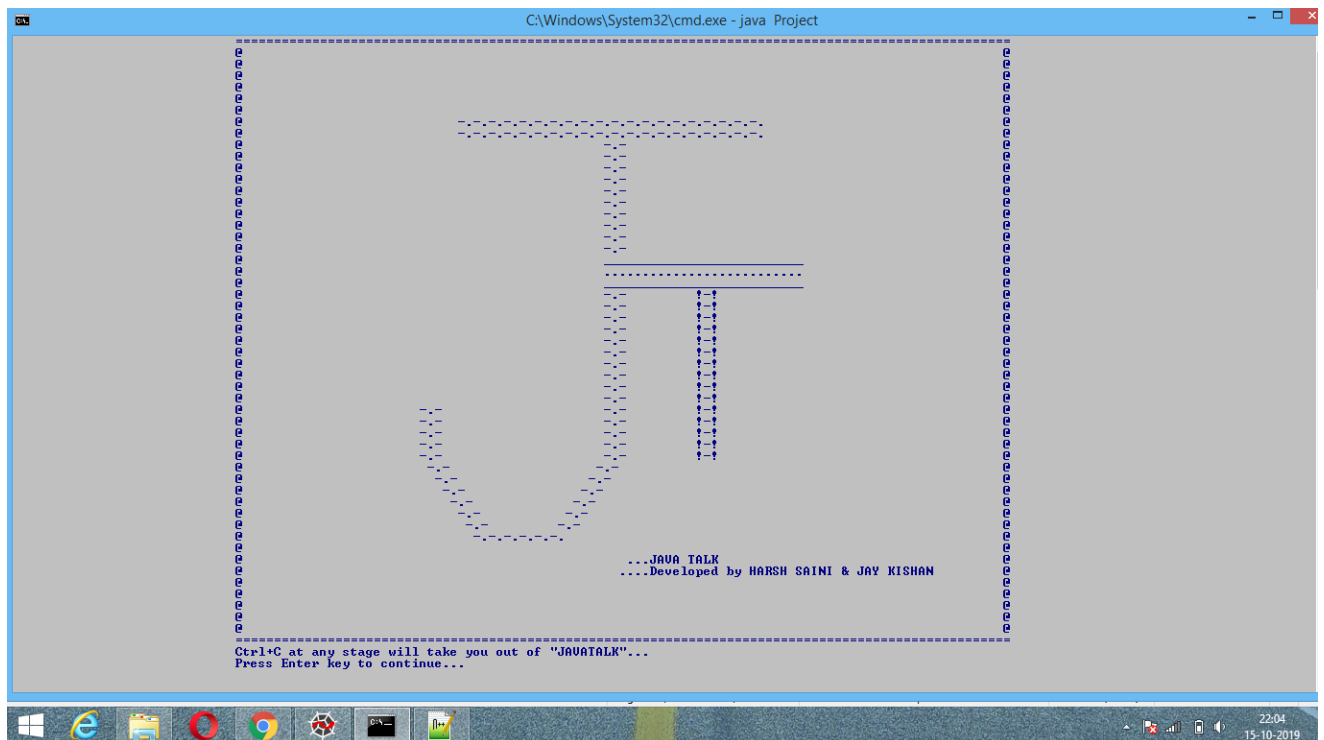 C:\Windows\System32\cmd.exe - java Project
...JAVA TALK
....Developed by HARSH SAINI & JAY KISHAN
Ctrl+C at any stage will take you out of "JAVATALK"...
Press Enter key to continue...
22:04
15-10-2019